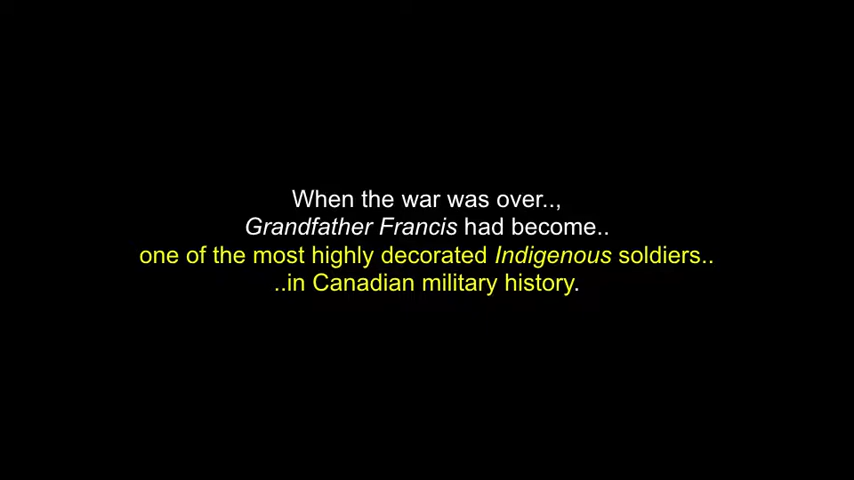 When the war was over..,
Grandfather Francis had become..
one of the most highly decorated Indigenous soldiers..
..in Canadian military history.